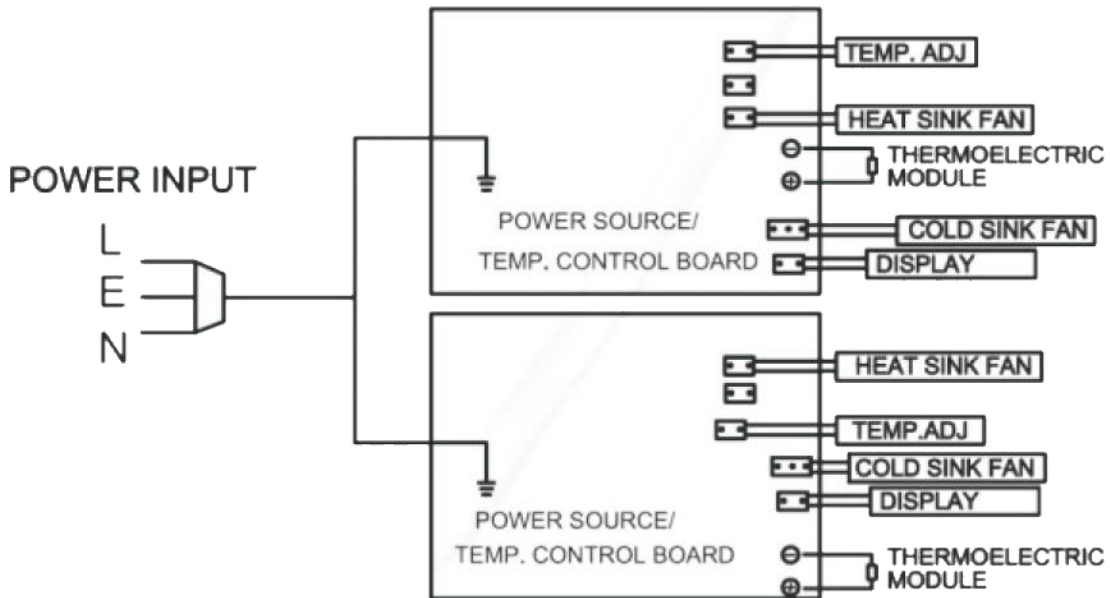 POWER INPUT
L
E
N
TEMP. ADJ
HEAT SINK FAN
THERMOELECTRIC
MODULE
COLD SINK FAN
DISPLAY
POWER SOURCE/
TEMP. CONTROL BOARD
HEAT SINK FAN
TEMP.ADJ
COLD SINK FAN
DISPLAY
THERMOELECTRIC
MODULE
POWER SOURCE/
TEMP. CONTROL BOARD